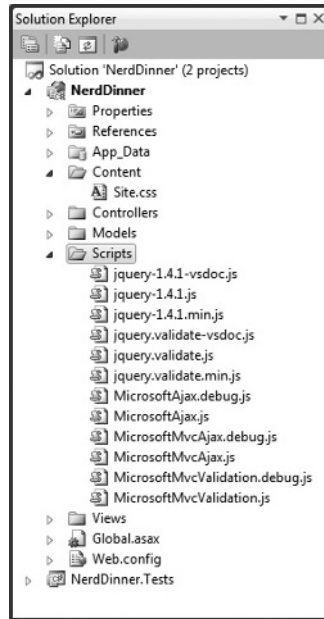 Solution Explorer
Solution 'NerdDinner' (2 projects)
NerdDinner
Properties
References
App_Data
Content
Site.css
Controllers
Models
Scripts
jquery-1.4.1-vsdoc.js
jquery-1.4.1.js
jquery-1.4.1.min.js
jquery.validate-vsdoc.js
jquery.validate.js
jquery.validate.min.js
MicrosoftAjax.debug.js
MicrosoftAjax.js
MicrosoftMvcAjax.debug.js
MicrosoftMvcAjax.js
MicrosoftMvcValidation.debug.js
MicrosoftMvcValidation.js
Views
Global.asax
Web.config
NerdDinner.Tests